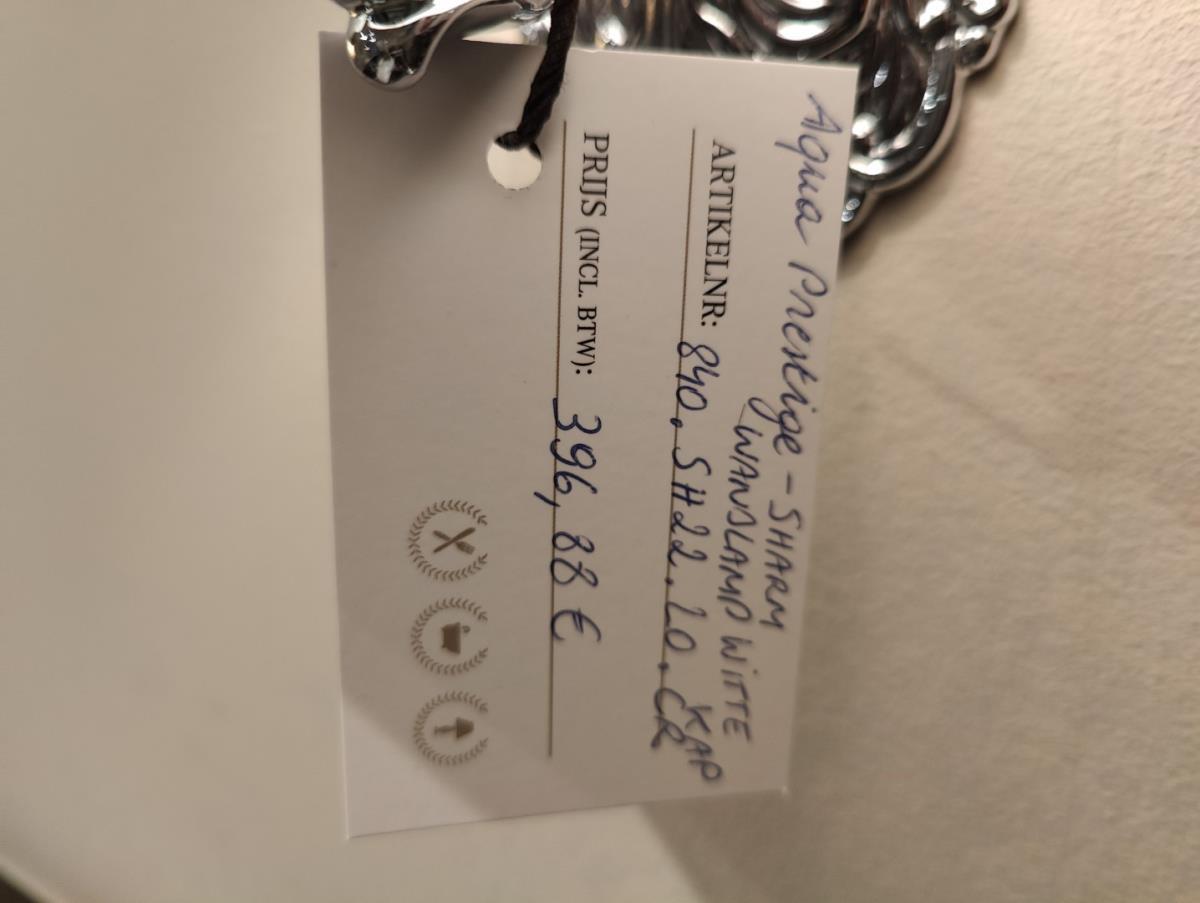 Aqua Prestige - SHARM
WANDLAMP WITTE
KAP
ARTIKELNR: 840.SH22.20.CR
PRIJS (INCL. BTW): 396,88 €